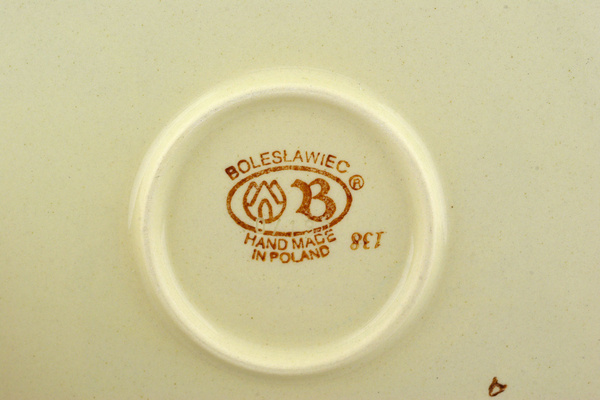 BOLESŁAWIEC
B ®
HAND MADE
IN POLAND
138